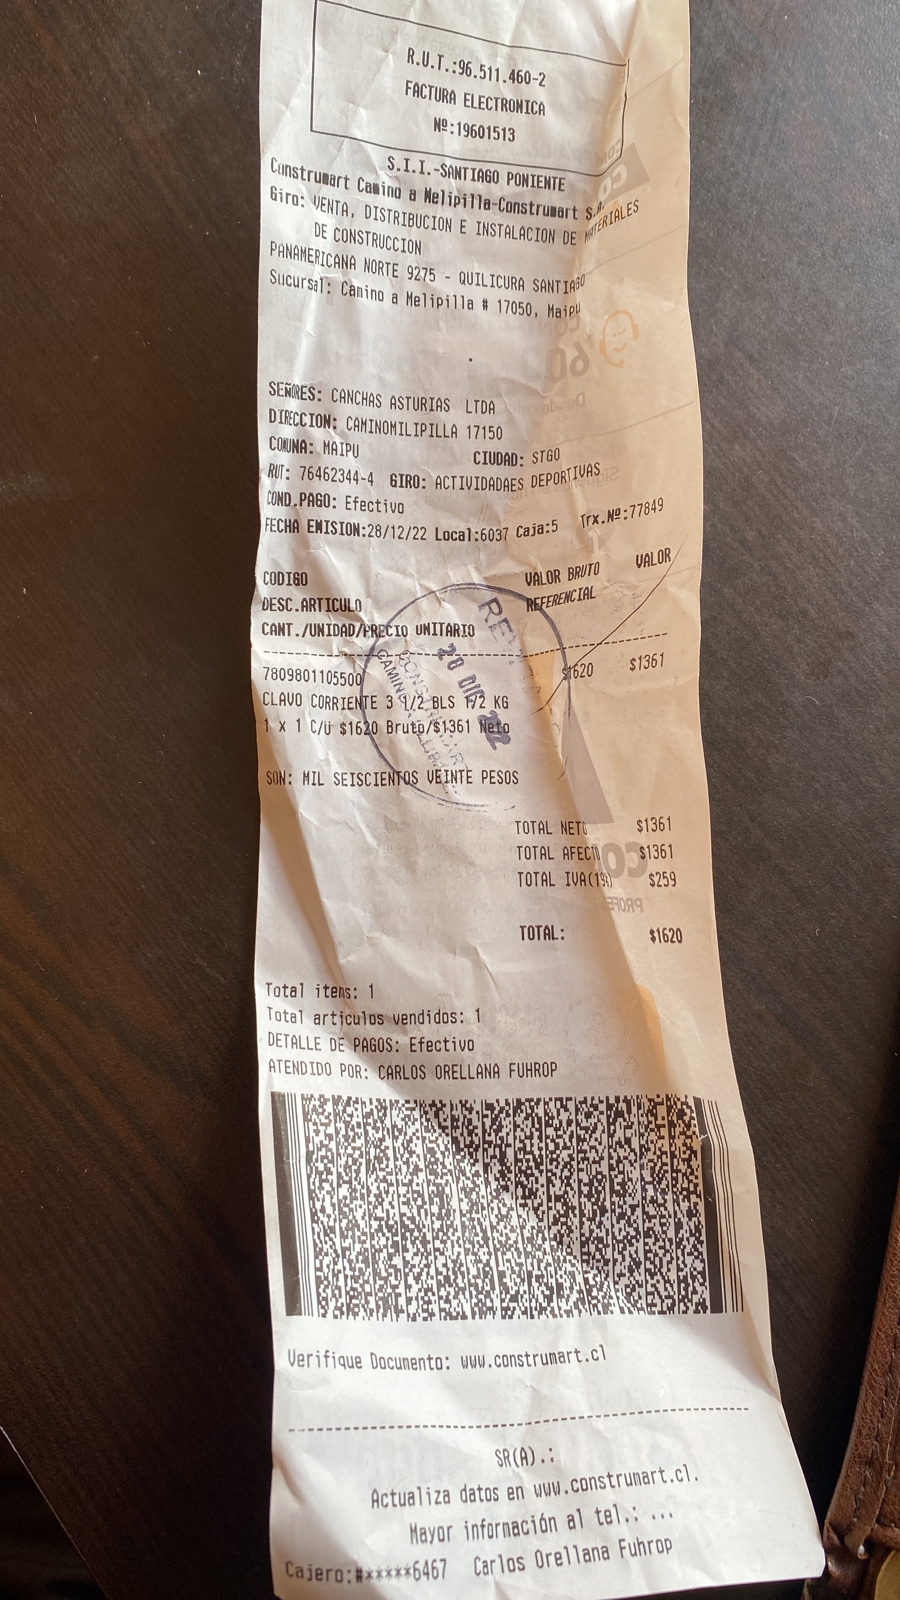 R.U.T.:96.511.460-2
FACTURA ELECTRONICA
Nº:19601513
S.I.I.-SANTIAGO PONIENTE
Construmart Camino a Melipilla-Construmart S.A.
Giro: VENTA, DISTRIBUCION E INSTALACION DE MATERIALES
DE CONSTRUCCION
PANAMERICANA NORTE 9275 - QUILICURA SANTIAGO
Sucursal: Camino a Melipilla # 17050, Maipu
SEÑORES: CANCHAS ASTURIAS LTDA
DIRECCION: CAMINOMILIPILLA 17150
COMUNA: MAIPU CIUDAD: STGO
RUT: 76462344-4 GIRO: ACTIVIDADAES DEPORTIVAS
COND.PAGO: Efectivo
FECHA EMISION:28/12/22 Local:6037 Caja:5 Trx.Nº:77849
CODIGO VALOR BRUTO VALOR
DESC.ARTICULO REFERENCIAL
CANT./UNIDAD/PRECIO UNITARIO
7809801105500 $1620 $1361
CLAVO CORRIENTE 3 1/2 BLS 1/2 KG
1 x 1 C/U $1620 Bruto/$1361 Neto
SON: MIL SEISCIENTOS VEINTE PESOS
TOTAL NETO $1361
TOTAL AFECTO $1361
TOTAL IVA(19%) $259
TOTAL: $1620
Total items: 1
Total articulos vendidos: 1
DETALLE DE PAGOS: Efectivo
ATENDIDO POR: CARLOS ORELLANA FUHROP
Verifique Documento: www.construmart.cl
SR(A).:
Actualiza datos en www.construmart.cl.
Mayor información al tel.: ...
Cajero:#*****6467 Carlos Orellana Fuhrop